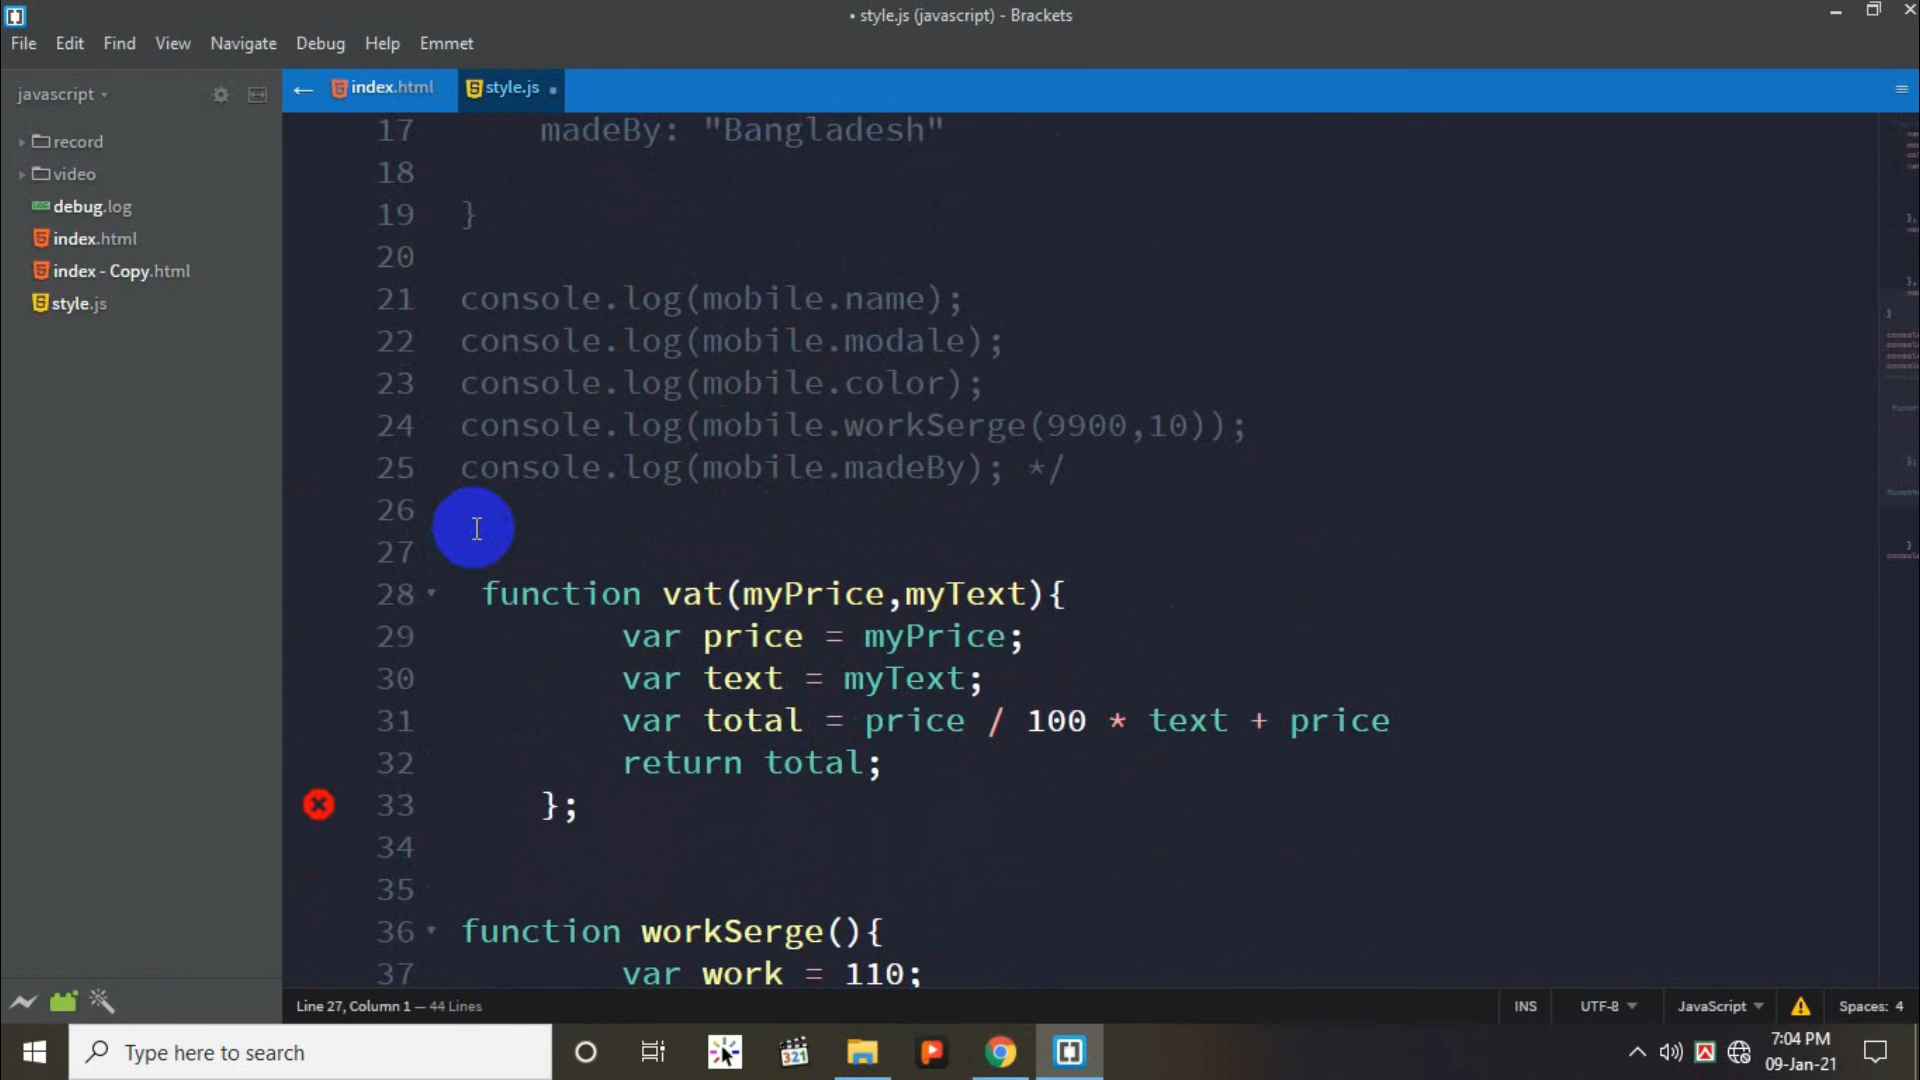 • style.js (javascript) - Brackets
File Edit Find View Navigate Debug Help Emmet
javascript
index.html
style.js
record
video
debug.log
index.html
index - Copy.html
style.js
17 madeBy: "Bangladesh"
18
19 }
20
21 console.log(mobile.name);
22 console.log(mobile.modale);
23 console.log(mobile.color);
24 console.log(mobile.workSerge(9900,10));
25 console.log(mobile.madeBy); */
26
27
28 function vat(myPrice,myText){
29 var price = myPrice;
30 var text = myText;
31 var total = price / 100 * text + price
32 return total;
33 };
34
35
36 function workSerge(){
37 var work = 110;
Line 27, Column 1 — 44 Lines
INS UTF-8 JavaScript Spaces: 4
Type here to search
321
7:04 PM
09-Jan-21